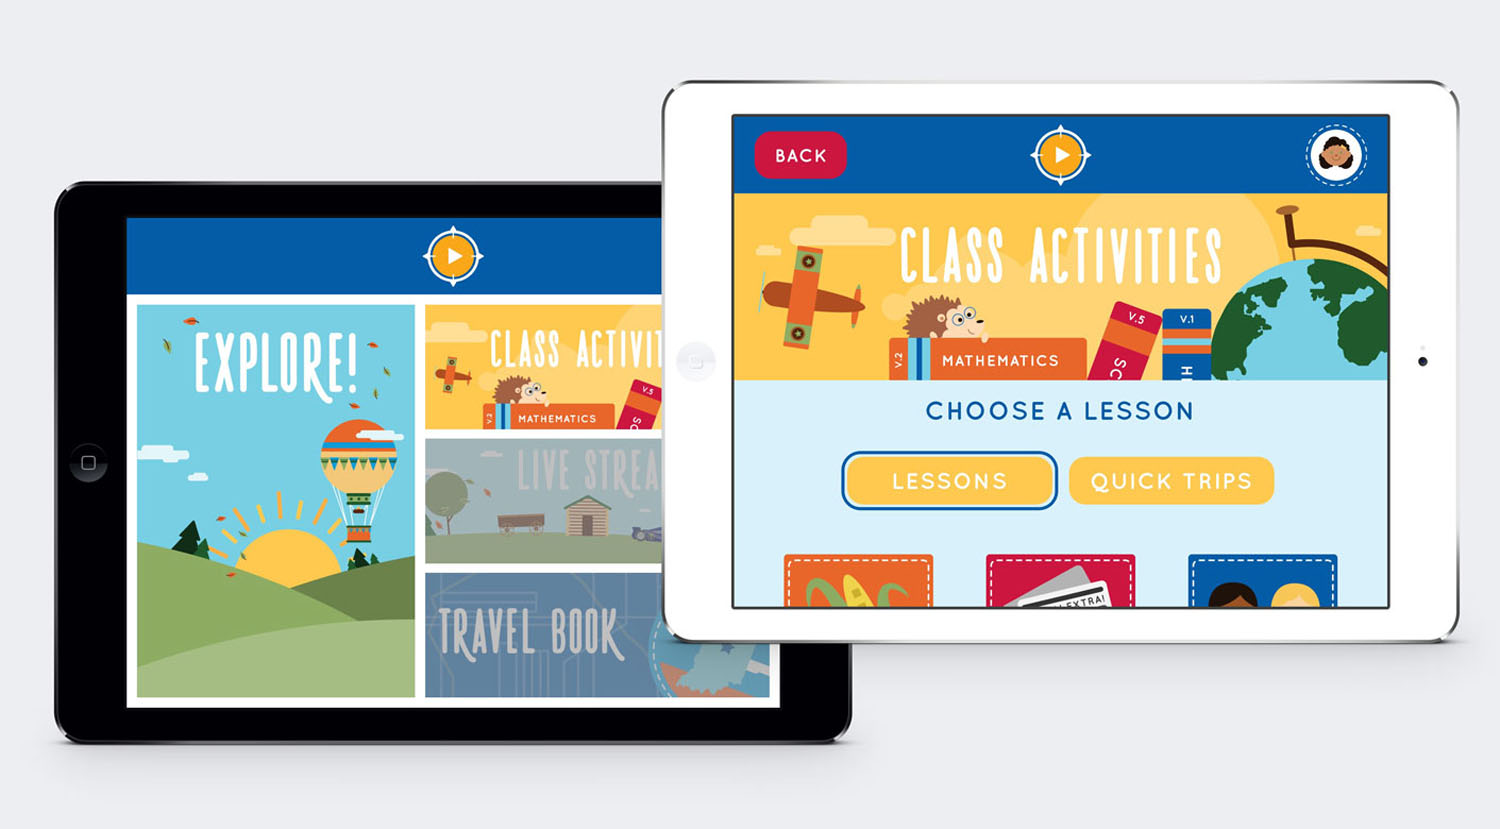 EXPLORE!
CLASS ACTIVIT
V.5
V.2
MATHEMATICS
SC
LIVE STREA
TRAVEL BOOK
BACK
CLASS ACTIVITIES
V.5
V.1
V.2
MATHEMATICS
SC
H
CHOOSE A LESSON
LESSONS
QUICK TRIPS
EXTRA!